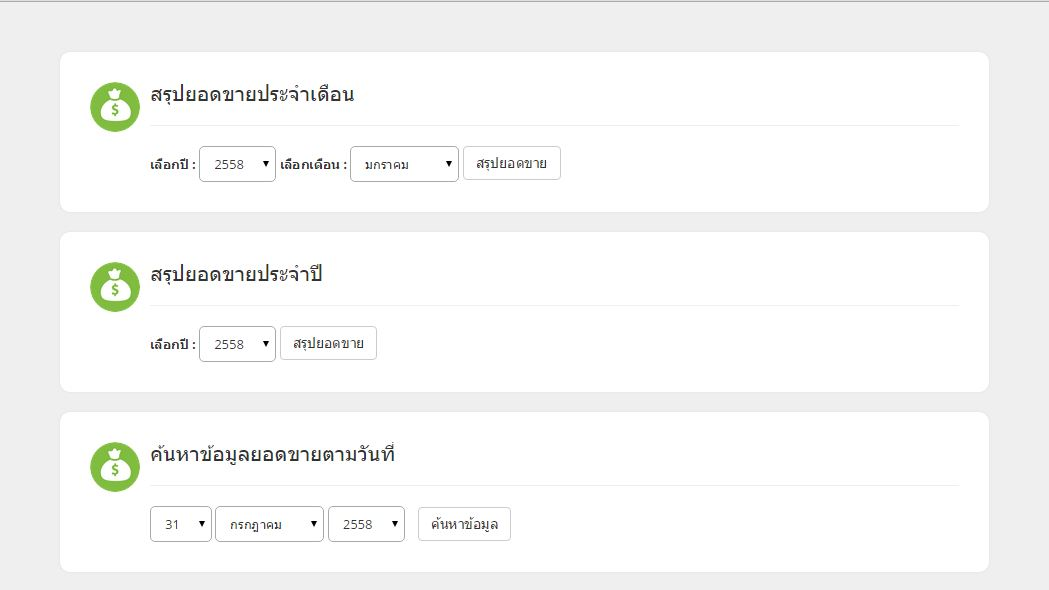 สรุปยอดขายประจำเดือน
เลือกปี : 2558 เลือกเดือน : มกราคม สรุปยอดขาย
สรุปยอดขายประจำปี
เลือกปี : 2558 สรุปยอดขาย
ค้นหาข้อมูลยอดขายตามวันที่
31 กรกฎาคม 2558 ค้นหาข้อมูล